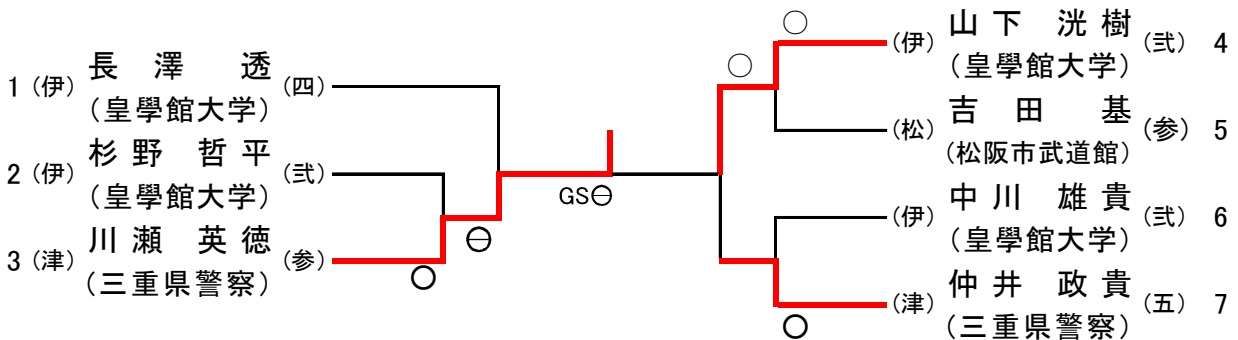 1 (伊) 長澤 透 (四)
(皇學館大学)
2 (伊) 杉野 哲平 (弐)
(皇學館大学)
3 (津) 川瀬 英徳 (参)
(三重県警察)
GS
(伊) 山下 洸樹 (弐) 4
(皇學館大学)
(松) 吉田 基 (参) 5
(松阪市武道館)
(伊) 中川 雄貴 (弐) 6
(皇學館大学)
(津) 仲井 政貴 (五) 7
(三重県警察)